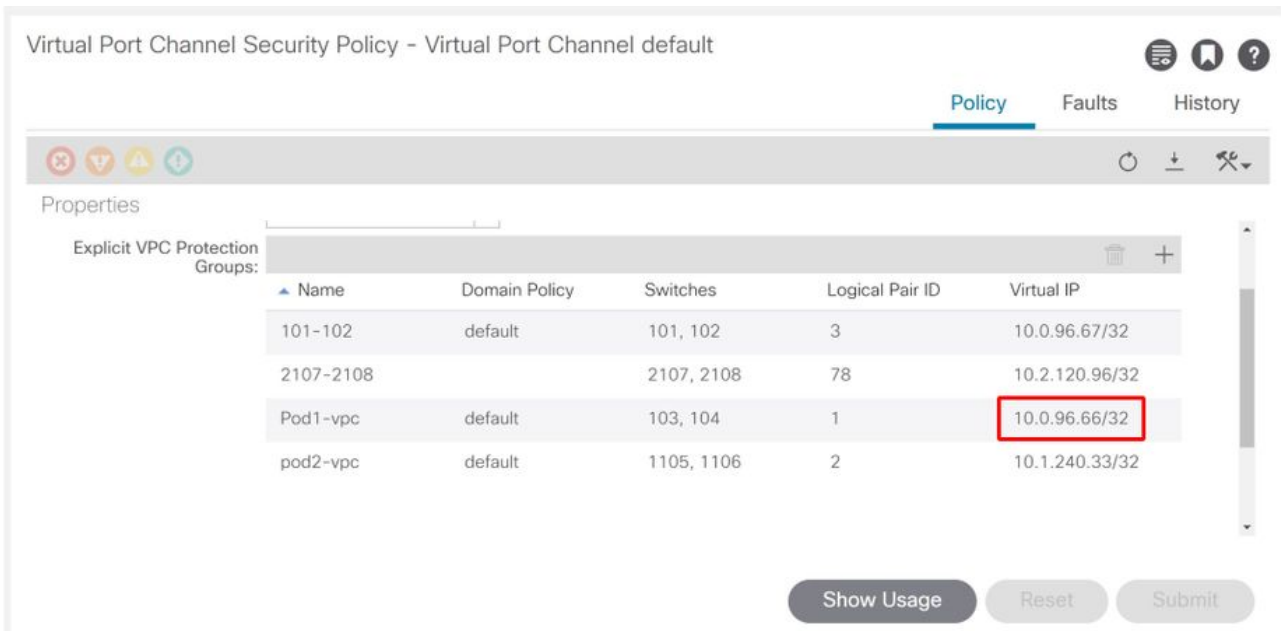 Virtual Port Channel Security Policy - Virtual Port Channel default
Policy Faults History
Properties
Explicit VPC Protection
Groups:
Name Domain Policy Switches Logical Pair ID Virtual IP
101-102 default 101, 102 3 10.0.96.67/32
2107-2108 2107, 2108 78 10.2.120.96/32
Pod1-vpc default 103, 104 1 10.0.96.66/32
pod2-vpc default 1105, 1106 2 10.1.240.33/32
Show Usage Reset Submit